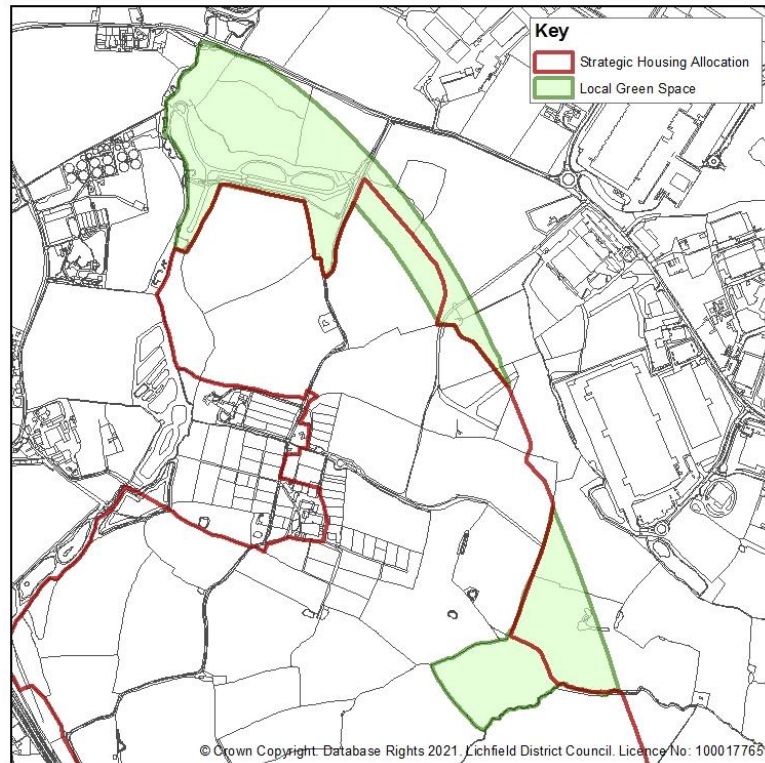 Key
Strategic Housing Allocation
Local Green Space
© Crown Copyright. Database Rights 2021. Lichfield District Council. Licence No: 100017765